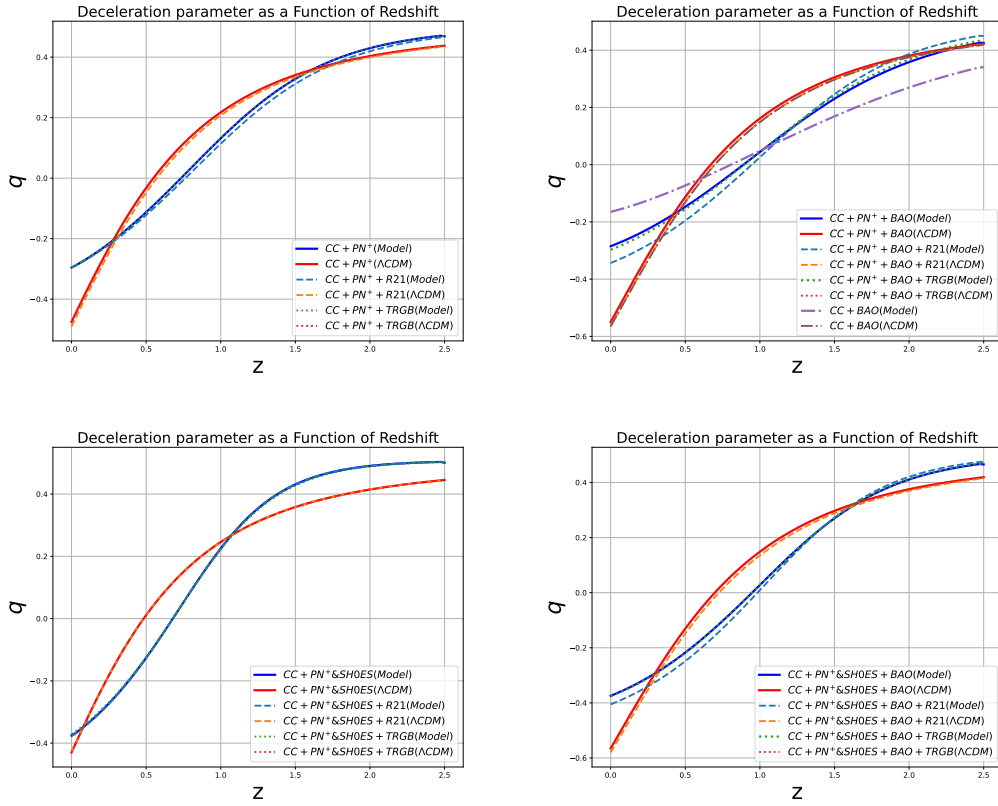 Deceleration parameter as a Function of Redshift
0.4
0.2
0.0
−0.2
−0.4
q
CC + PN⁺(Model)
CC + PN⁺(ΛCDM)
CC + PN⁺ + R21(Model)
CC + PN⁺ + R21(ΛCDM)
CC + PN⁺ + TRGB(Model)
CC + PN⁺ + TRGB(ΛCDM)
0.0 0.5 1.0 1.5 2.0 2.5
z
Deceleration parameter as a Function of Redshift
0.4
0.2
0.0
−0.2
−0.4
−0.6
q
CC + PN⁺ + BAO(Model)
CC + PN⁺ + BAO(ΛCDM)
CC + PN⁺ + BAO + R21(Model)
CC + PN⁺ + BAO + R21(ΛCDM)
CC + PN⁺ + BAO + TRGB(Model)
CC + PN⁺ + BAO + TRGB(ΛCDM)
CC + BAO(Model)
CC + BAO(ΛCDM)
0.0 0.5 1.0 1.5 2.0 2.5
z
Deceleration parameter as a Function of Redshift
0.4
0.2
0.0
−0.2
−0.4
q
CC + PN⁺&SH0ES(Model)
CC + PN⁺&SH0ES(ΛCDM)
CC + PN⁺&SH0ES + R21(Model)
CC + PN⁺&SH0ES + R21(ΛCDM)
CC + PN⁺&SH0ES + TRGB(Model)
CC + PN⁺&SH0ES + TRGB(ΛCDM)
0.0 0.5 1.0 1.5 2.0 2.5
z
Deceleration parameter as a Function of Redshift
0.4
0.2
0.0
−0.2
−0.4
−0.6
q
CC + PN⁺&SH0ES + BAO(Model)
CC + PN⁺&SH0ES + BAO(ΛCDM)
CC + PN⁺&SH0ES + BAO + R21(Model)
CC + PN⁺&SH0ES + BAO + R21(ΛCDM)
CC + PN⁺&SH0ES + BAO + TRGB(Model)
CC + PN⁺&SH0ES + BAO + TRGB(ΛCDM)
0.0 0.5 1.0 1.5 2.0 2.5
z